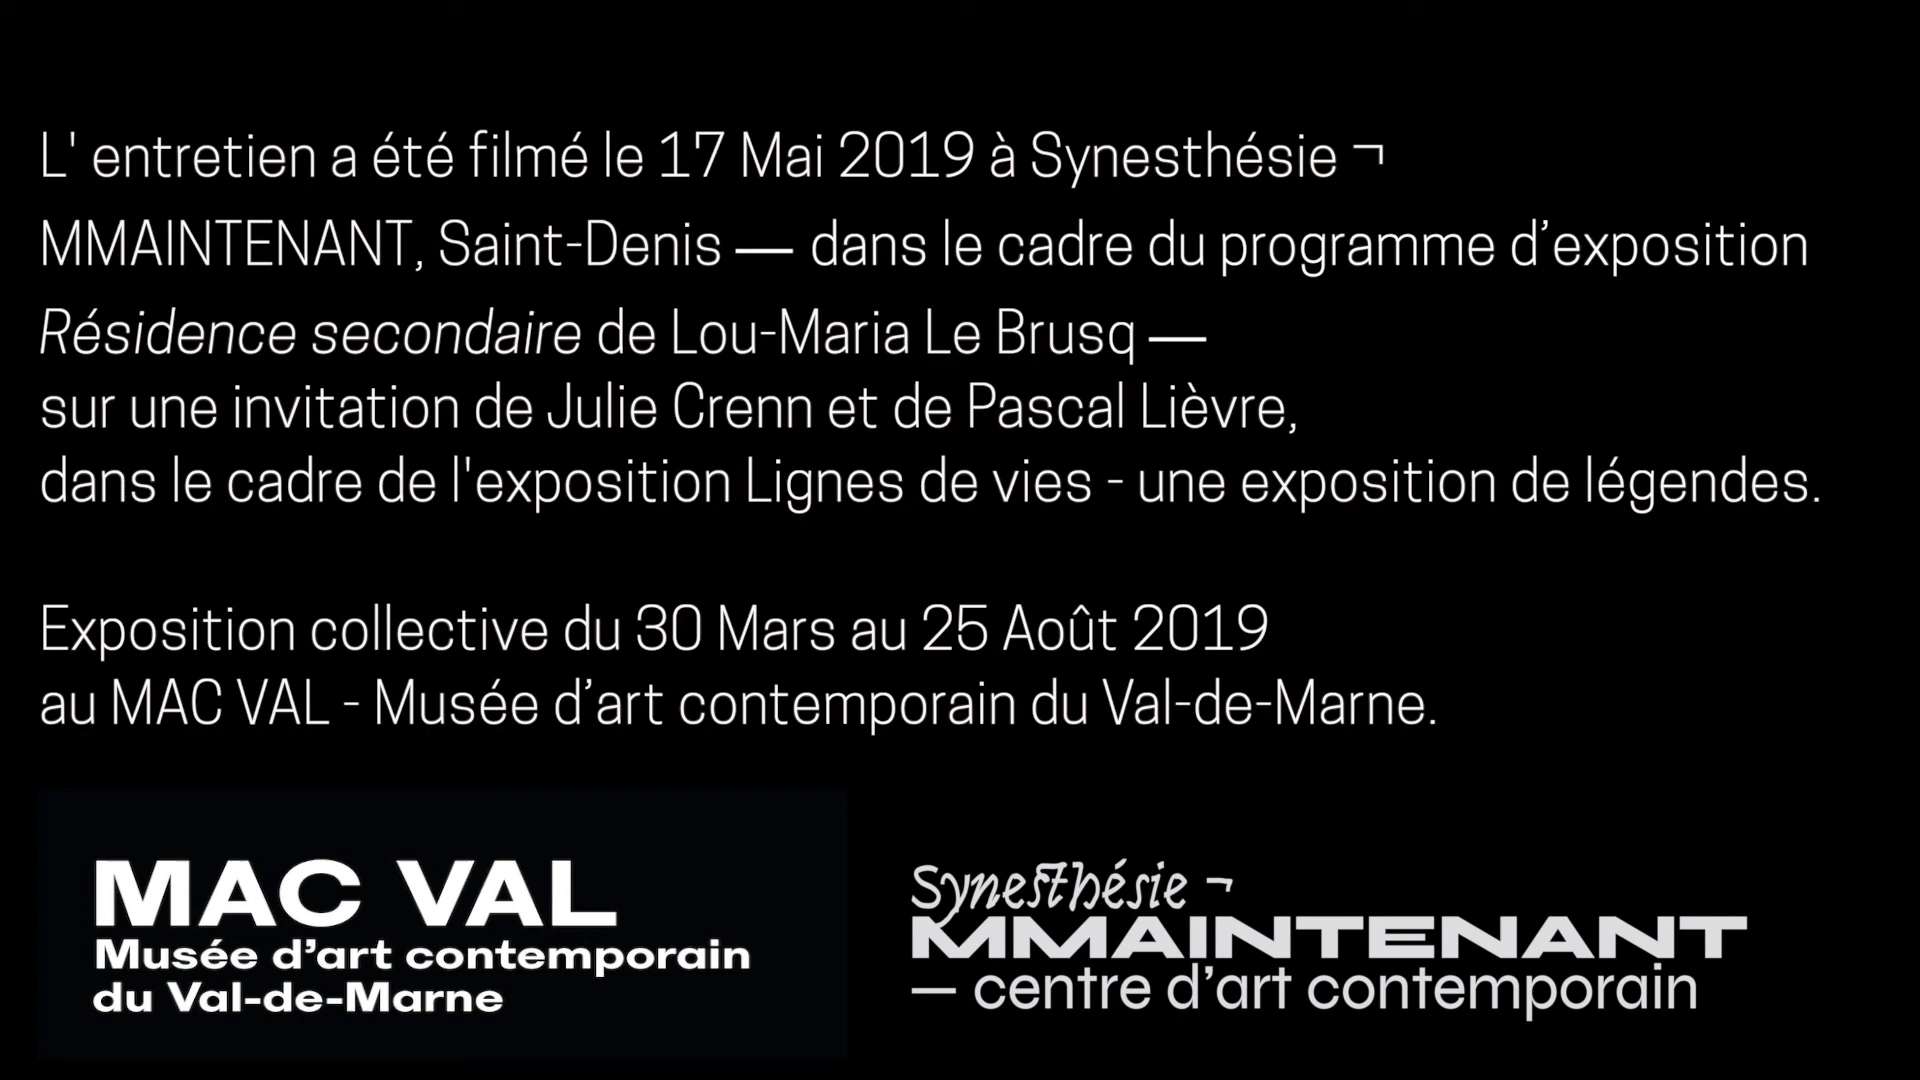 L' entretien a été filmé le 17 Mai 2019 à Synesthésie ¬
MMAINTENANT, Saint-Denis — dans le cadre du programme d’exposition
Résidence secondaire de Lou-Maria Le Brusq —
sur une invitation de Julie Crenn et de Pascal Lièvre,
dans le cadre de l'exposition Lignes de vies - une exposition de légendes.
Exposition collective du 30 Mars au 25 Août 2019
au MAC VAL - Musée d’art contemporain du Val-de-Marne.
MAC VAL
Musée d’art contemporain
du Val-de-Marne
Synesthésie ¬
MMAINTENANT
— centre d’art contemporain